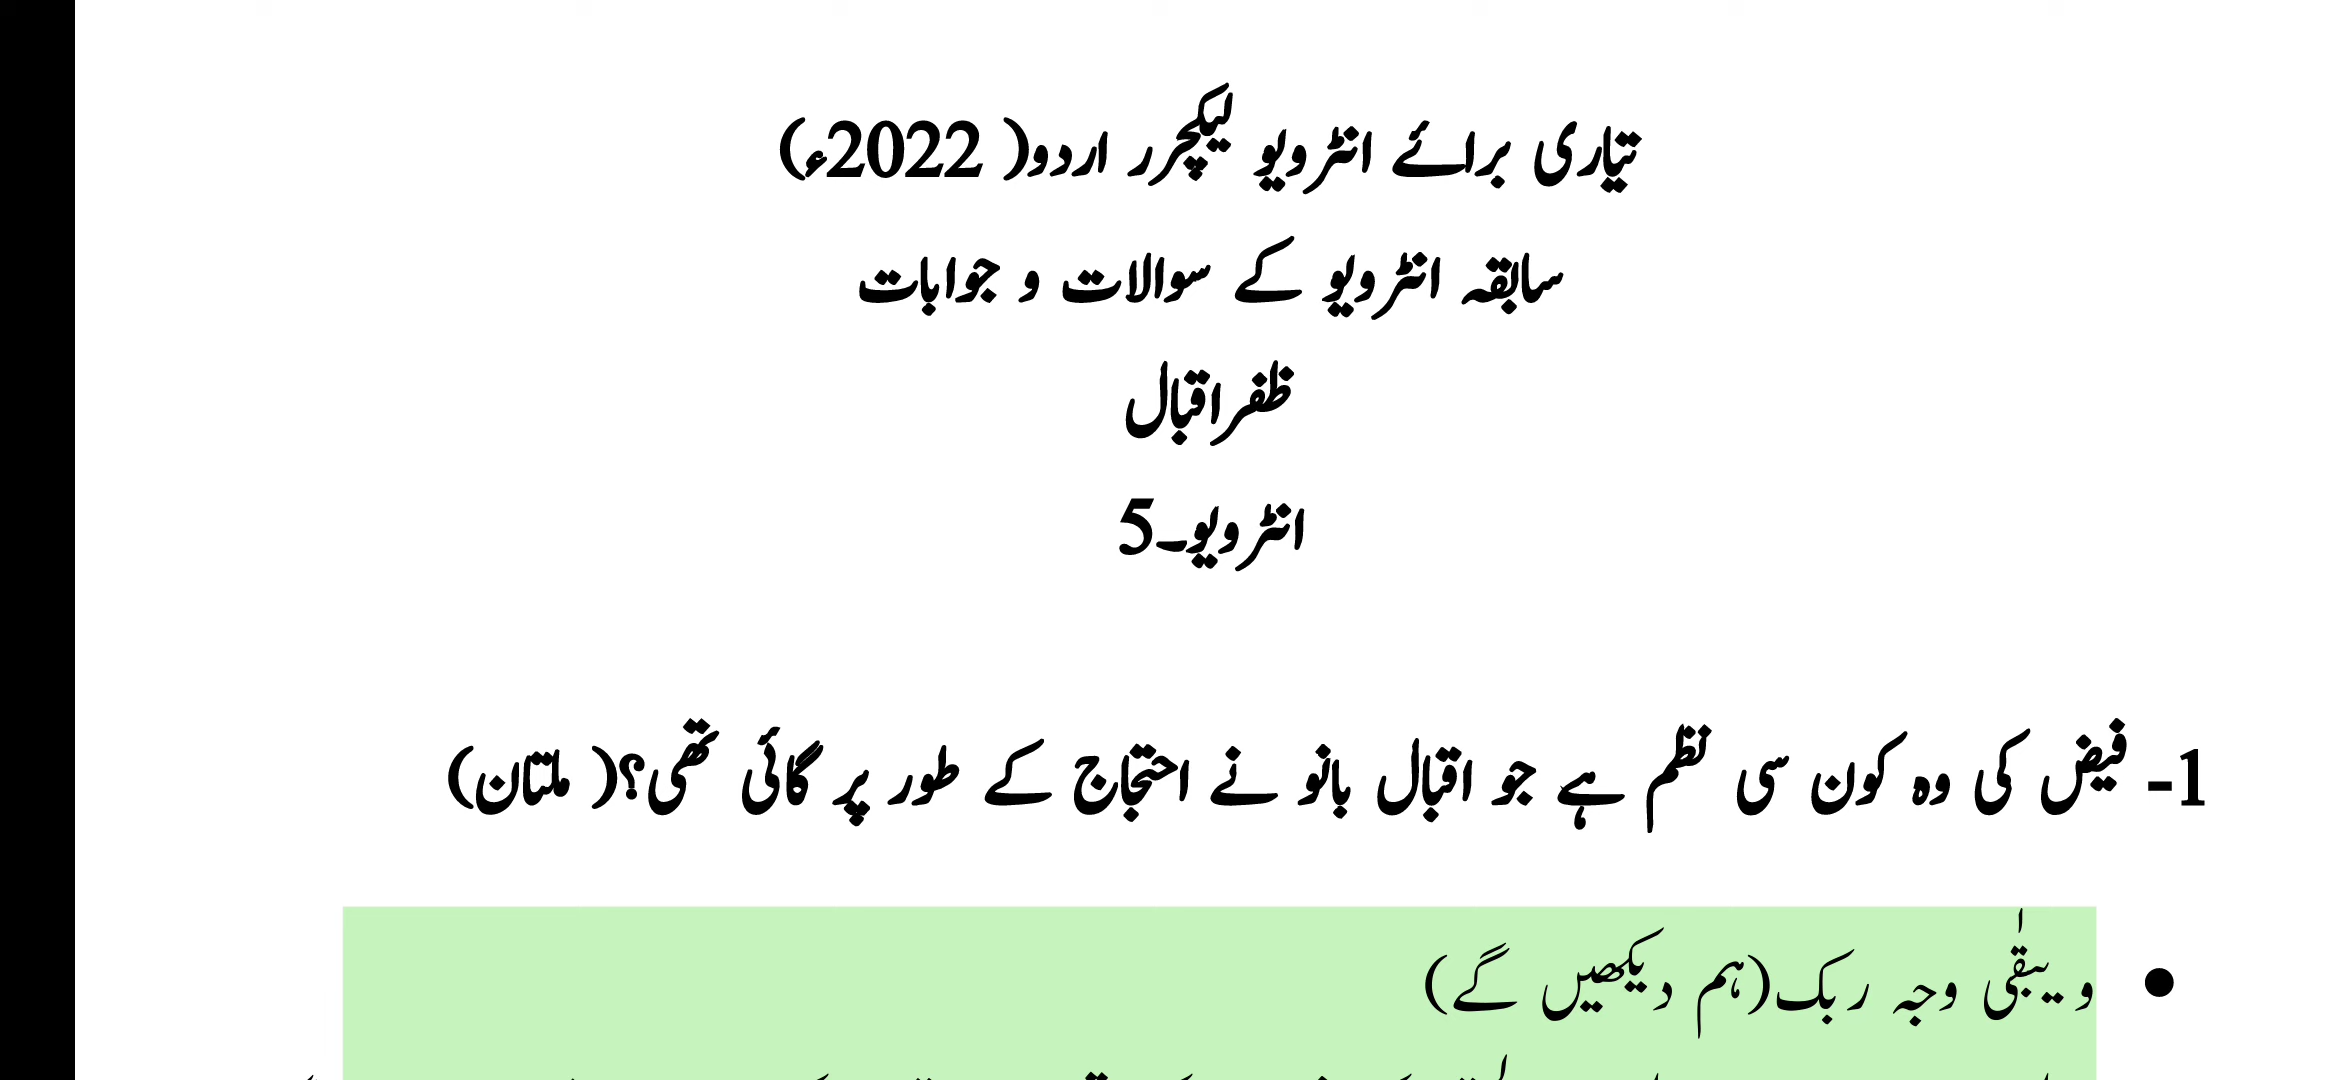 تیاری برائے انٹرویو لیکچرر اردو( 2022ء)
سابقہ انٹرویو کے سوالات و جوابات
ظفراقبال
انٹرویو۔5
1- فیض کی وہ کون سی نظم ہے جو اقبال بانو نے احتجاج کے طور پر گائی تھی؟( ملتان)
• و یبقٰی وجہ ربک(ہم دیکھیں گے)